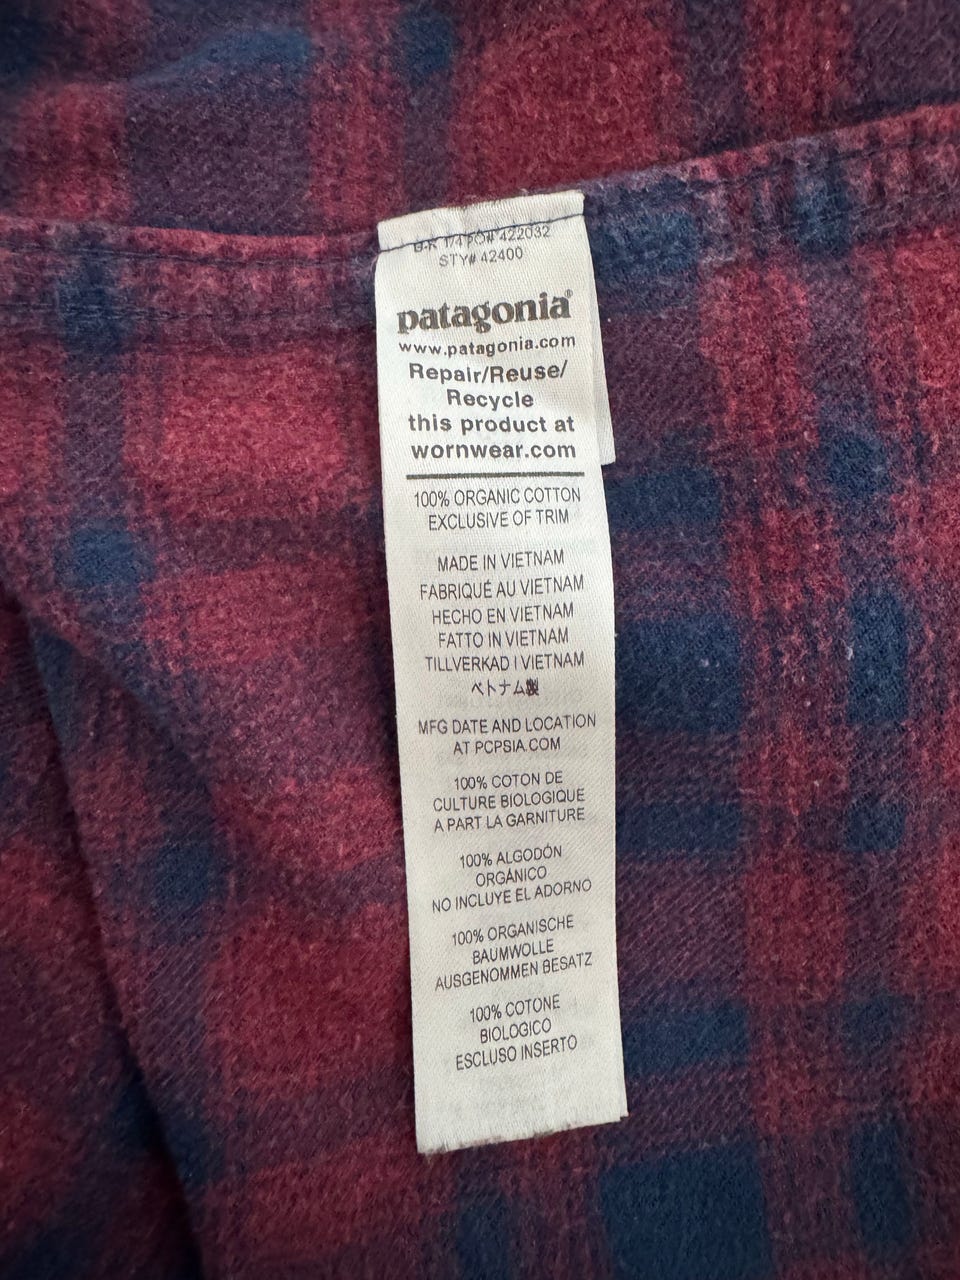 PO# 422032
STY# 42400
patagonia®
www.patagonia.com
Repair/Reuse/
Recycle
this product at
wornwear.com
100% ORGANIC COTTON
EXCLUSIVE OF TRIM
MADE IN VIETNAM
FABRIQUÉ AU VIETNAM
HECHO EN VIETNAM
FATTO IN VIETNAM
TILLVERKAD I VIETNAM
ベトナム製
MFG DATE AND LOCATION
AT PCPSIA.COM
100% COTON DE
CULTURE BIOLOGIQUE
A PART LA GARNITURE
100% ALGODÓN
ORGÁNICO
NO INCLUYE EL ADORNO
100% ORGANISCHE
BAUMWOLLE
AUSGENOMMEN BESATZ
100% COTONE
BIOLOGICO
ESCLUSO INSERTO